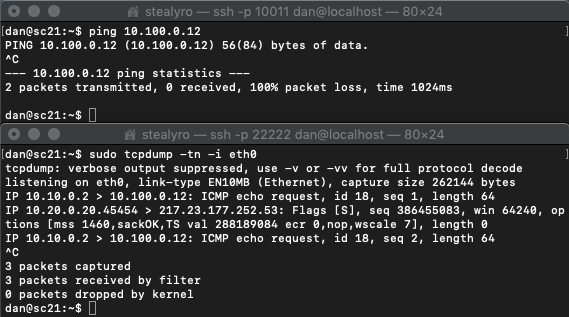 stealyro — ssh -p 10011 dan@localhost — 80×24
[dan@sc21:~$ ping 10.100.0.12 ]
PING 10.100.0.12 (10.100.0.12) 56(84) bytes of data.
^C
--- 10.100.0.12 ping statistics ---
2 packets transmitted, 0 received, 100% packet loss, time 1024ms
dan@sc21:~$
stealyro — ssh -p 22222 dan@localhost — 80×24
[dan@sc21:~$ sudo tcpdump -tn -i eth0 ]
tcpdump: verbose output suppressed, use -v or -vv for full protocol decode
listening on eth0, link-type EN10MB (Ethernet), capture size 262144 bytes
IP 10.10.0.2 > 10.100.0.12: ICMP echo request, id 18, seq 1, length 64
IP 10.20.0.20.45454 > 217.23.177.252.53: Flags [S], seq 386455083, win 64240, op
tions [mss 1460,sackOK,TS val 288189084 ecr 0,nop,wscale 7], length 0
IP 10.10.0.2 > 10.100.0.12: ICMP echo request, id 18, seq 2, length 64
^C
3 packets captured
3 packets received by filter
0 packets dropped by kernel
dan@sc21:~$